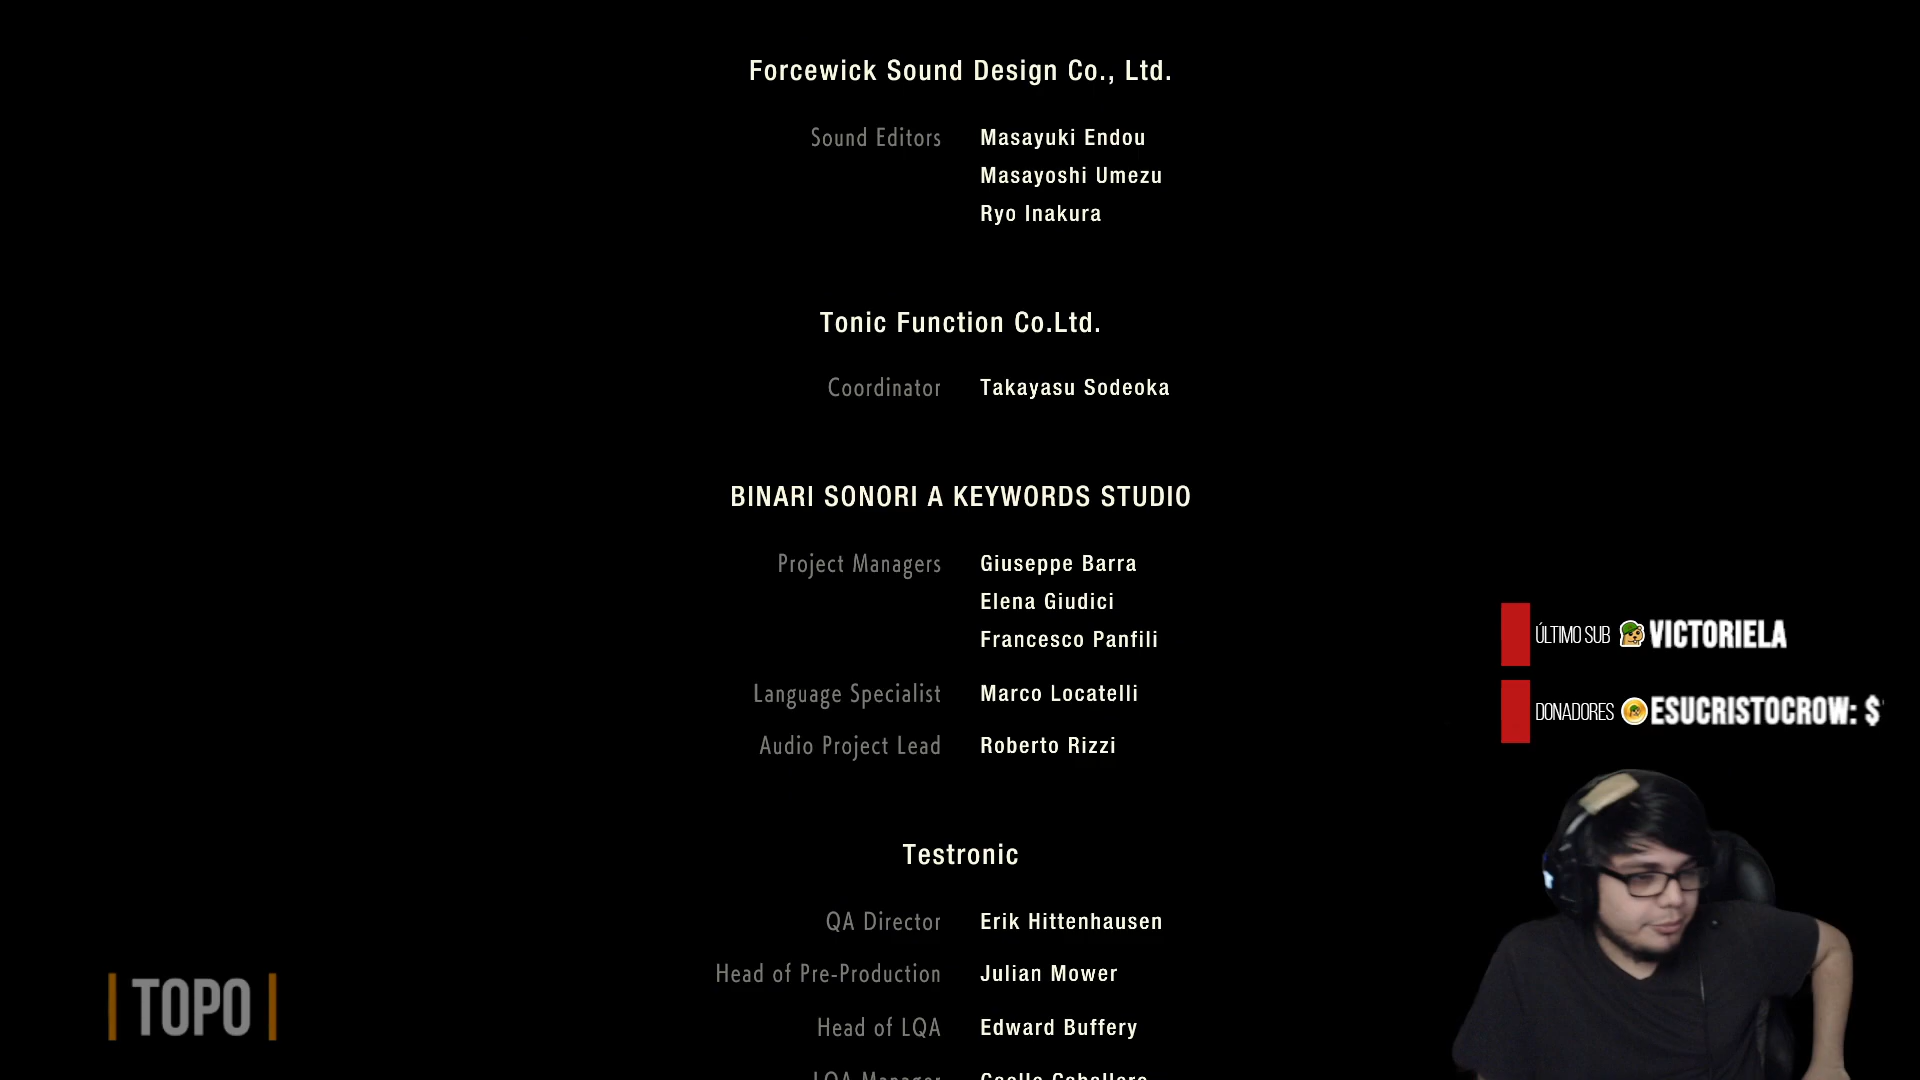 Forcewick Sound Design Co., Ltd.
Sound Editors Masayuki Endou
Masayoshi Umezu
Ryo Inakura
Tonic Function Co.Ltd.
Coordinator Takayasu Sodeoka
BINARI SONORI A KEYWORDS STUDIO
Project Managers Giuseppe Barra
Elena Giudici
Francesco Panfili
Language Specialist Marco Locatelli
Audio Project Lead Roberto Rizzi
Testronic
QA Director Erik Hittenhausen
Head of Pre-Production Julian Mower
Head of LQA Edward Buffery
LQA Manager
ÚLTIMO SUB VICTORIELA
DONADORES ESUCRISTOCROW: $
| TOPO |